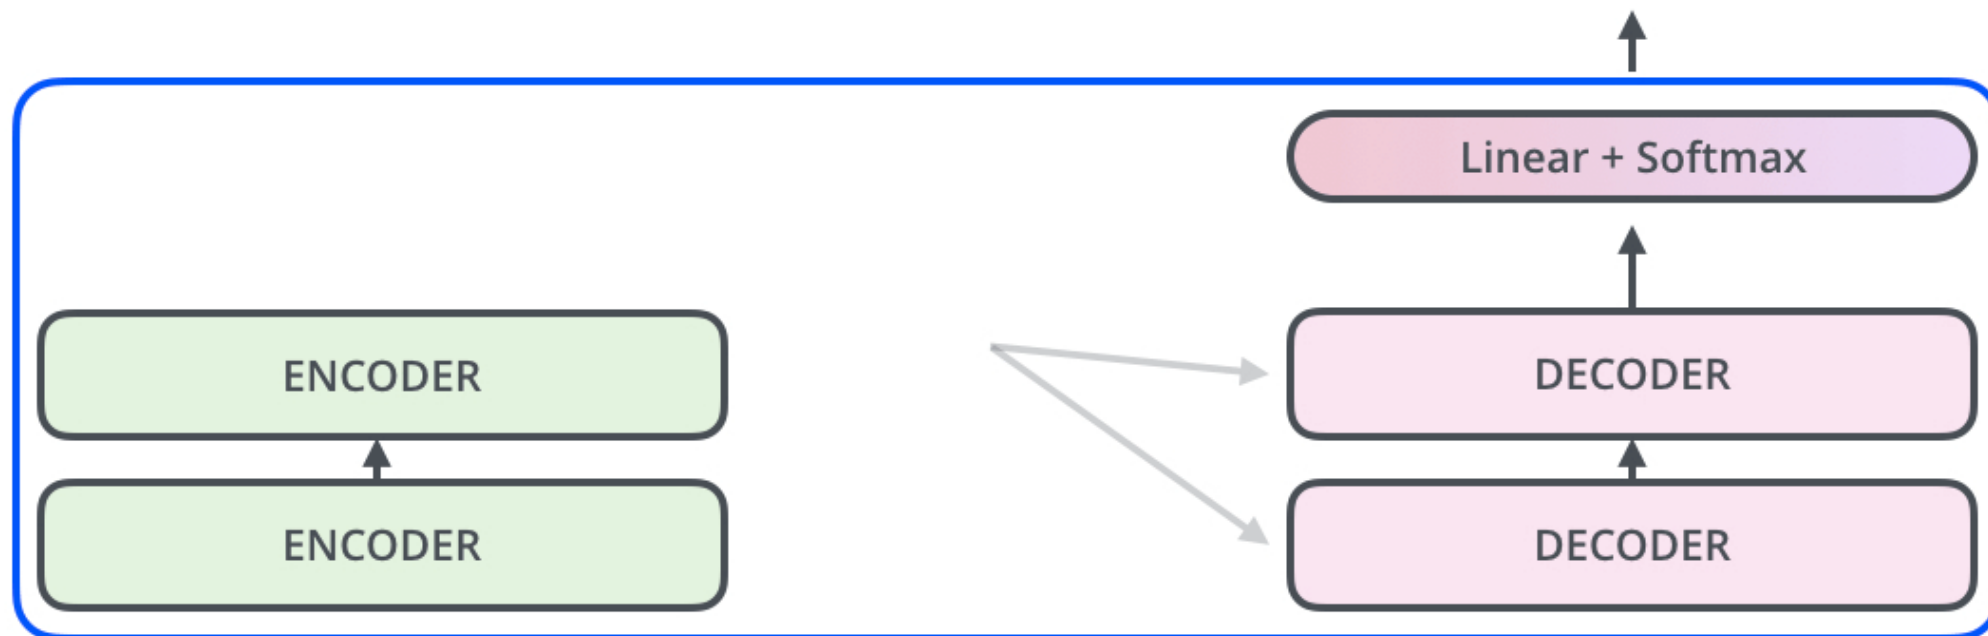 Linear + Softmax
ENCODER
DECODER
ENCODER
DECODER